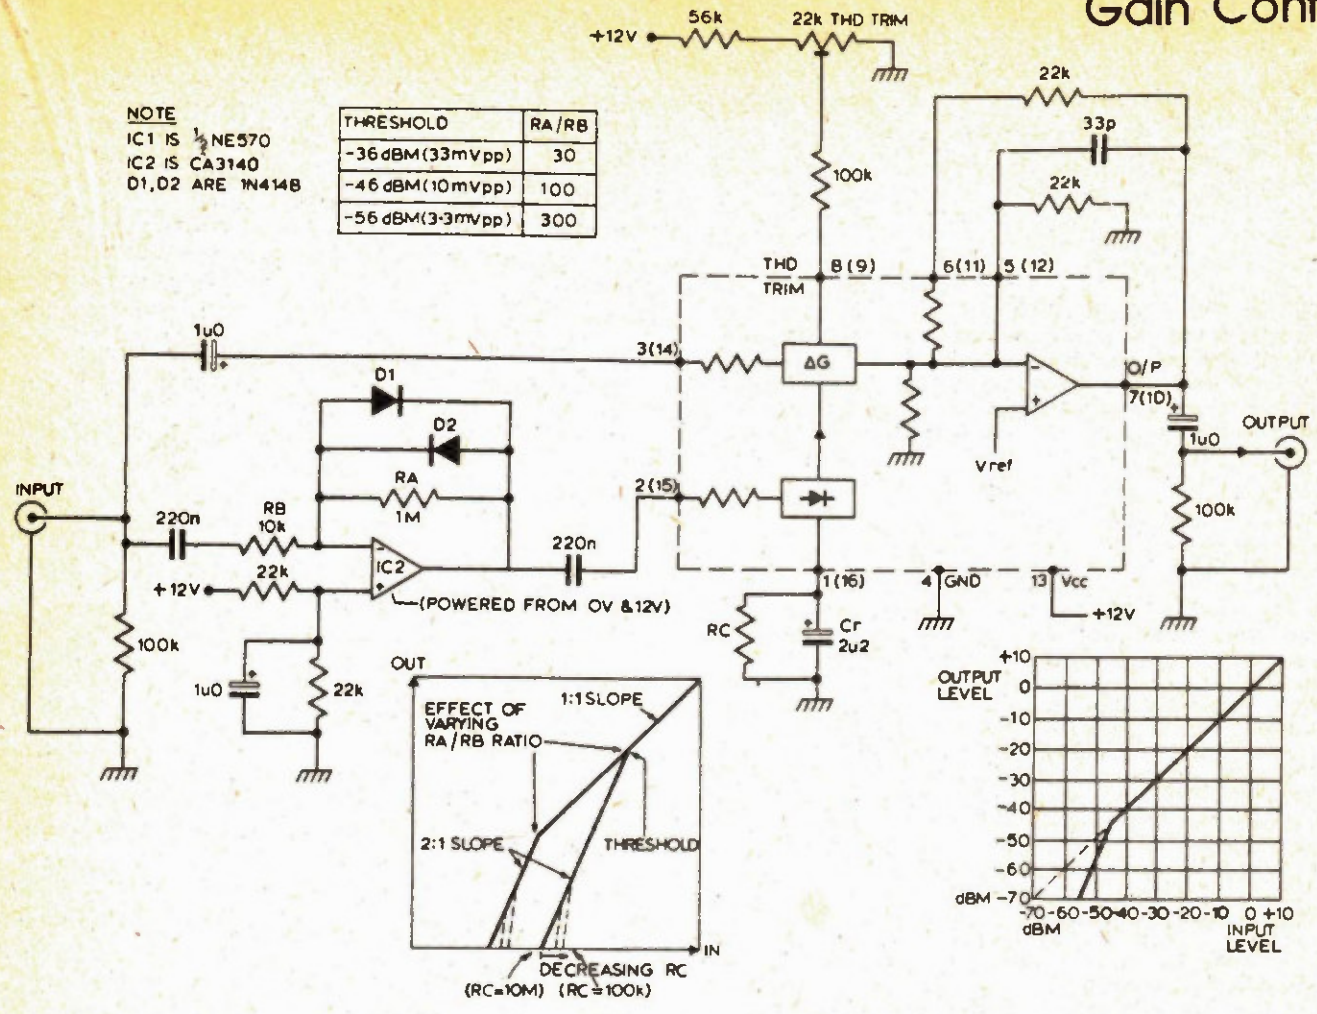 Gain Cont
56k
22k THD TRIM
+12V
22k
33p
100k
22k
NOTE
IC1 IS ½NE570
IC2 IS CA3140
D1,D2 ARE 1N4148
THRESHOLD RA/RB
-36dBM(33mVpp) 30
-46dBM(10mVpp) 100
-56dBM(3·3mVpp) 300
THD
TRIM
8(9)
6(11)
5(12)
1u0
+
3(14)
ΔG
-
+
O/P
7(10)
Vref
+
1u0
OUTPUT
100k
D1
D2
RA
1M
2(15)
INPUT
220n
RB
10k
-
+
IC2
220n
+12V
22k
(POWERED FROM 0V &12V)
1(16)
4
GND
13
Vcc
+12V
RC
+
Cr
2u2
100k
+
1u0
22k
OUT
EFFECT OF
VARYING
RA/RB RATIO
1:1 SLOPE
2:1 SLOPE
THRESHOLD
IN
DECREASING RC
(RC=10M) (RC=100k)
OUTPUT
LEVEL
+10
0
-10
-20
-30
-40
-50
-60
dBM -70
-70 -60 -50 -40 -30 -20 -10 0 +10
dBM
INPUT
LEVEL